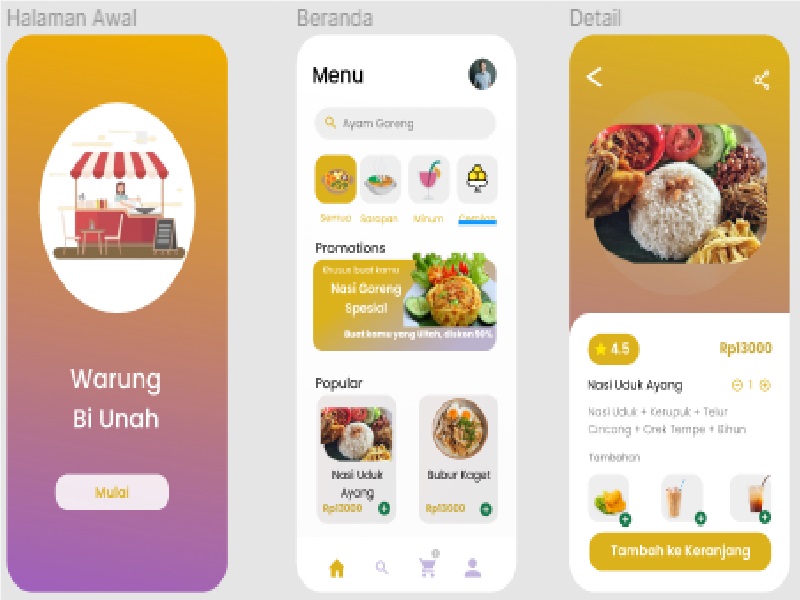 Halaman Awal
Warung
Bi Unah
Mulai
Beranda
Menu
Ayam Goreng
Semua Sarapan Minum Cemilan
Promotions
Khusus buat kamu
Nasi Goreng
Spesial
Buat kamu yang Ultah, diskon 50%
Popular
Nasi Uduk
Ayang
Rp13000
Bubur Kaget
Rp13000
Detail
4.5
Rp13000
Nasi Uduk Ayang
1
Nasi Uduk + Kerupuk + Telur
Cincang + Orek Tempe + Bihun
Tambahan
Tambah ke Keranjang